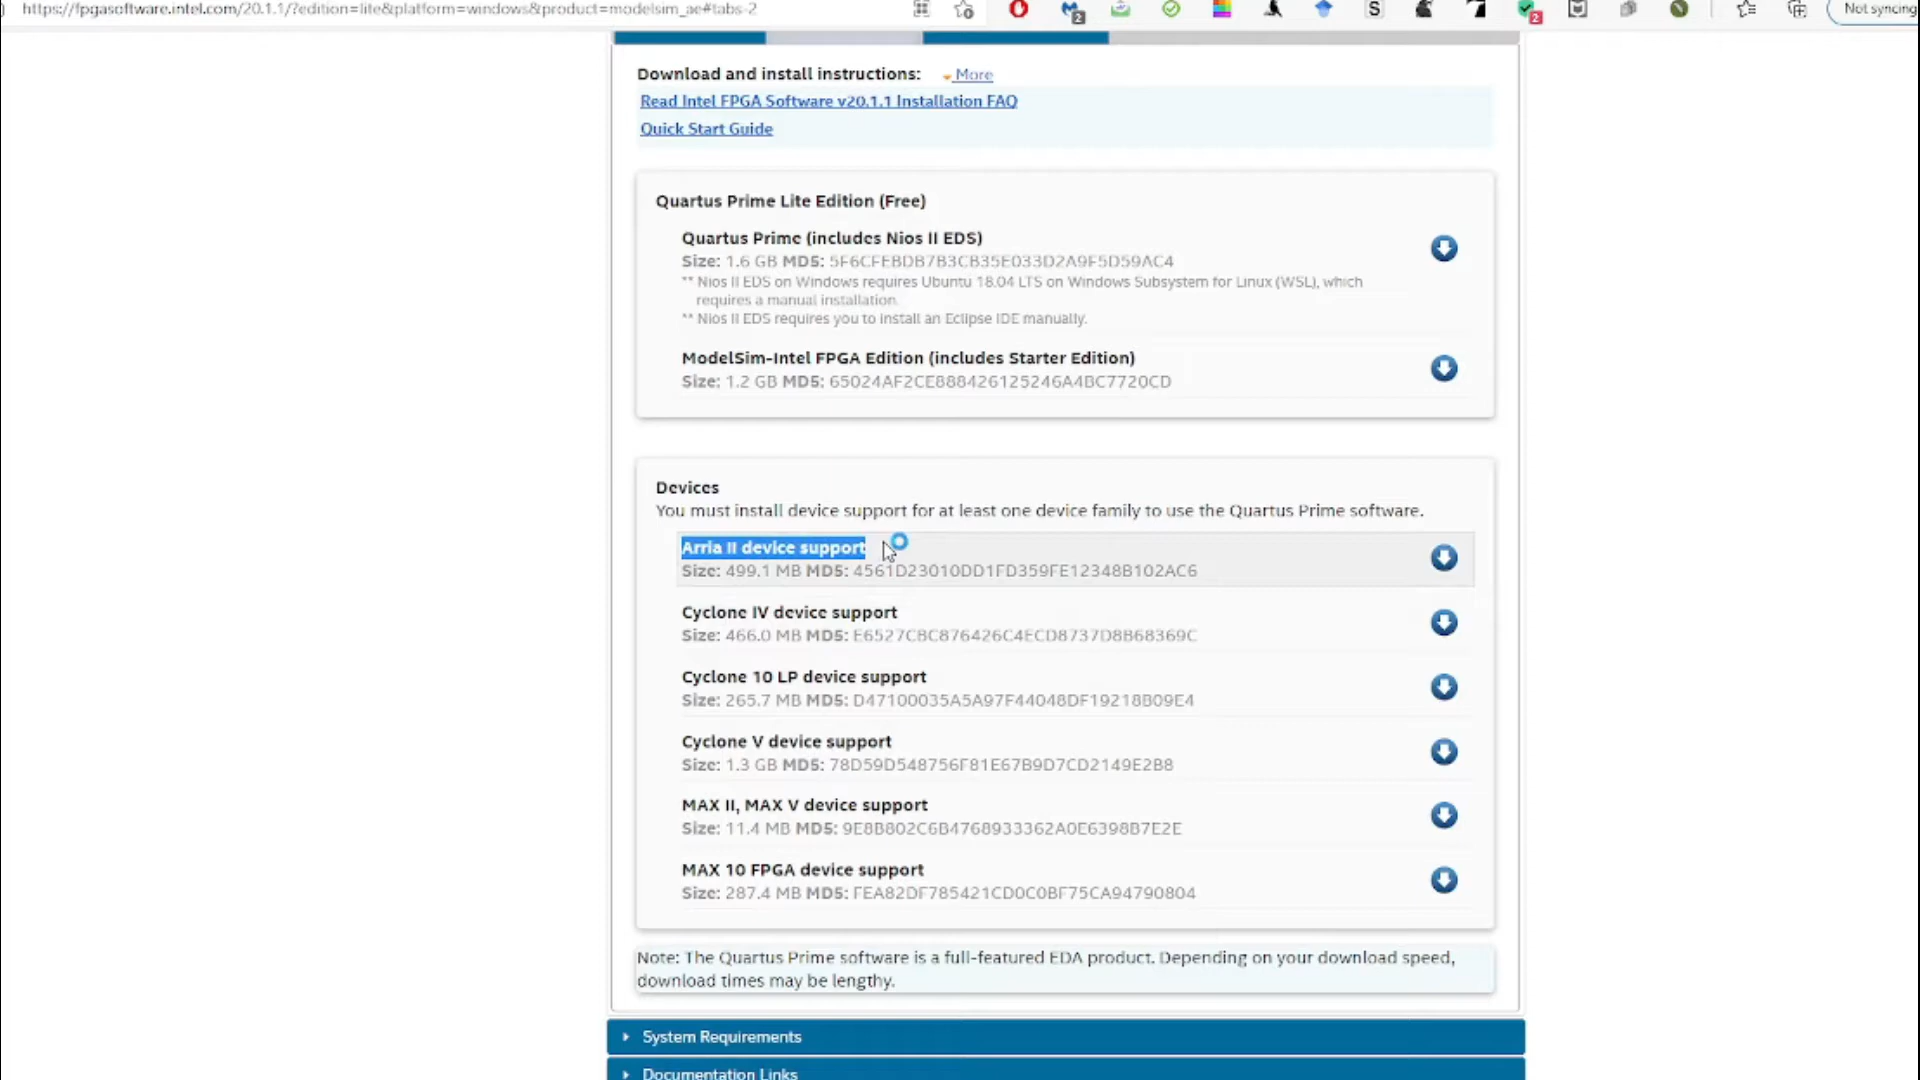 https://fpgasoftware.intel.com/20.1.1/?edition=lite&platform=windows&product=modelsim_ae#tabs-2
2
S
2
Not syncing
Download and install instructions: More
Read Intel FPGA Software v20.1.1 Installation FAQ
Quick Start Guide
Quartus Prime Lite Edition (Free)
Quartus Prime (includes Nios II EDS)
Size: 1.6 GB MD5: 5F6CFEBDB7B3CB35E033D2A9F5D59AC4
** Nios II EDS on Windows requires Ubuntu 18.04 LTS on Windows Subsystem for Linux (WSL), which
requires a manual installation.
** Nios II EDS requires you to install an Eclipse IDE manually.
ModelSim-Intel FPGA Edition (includes Starter Edition)
Size: 1.2 GB MD5: 65024AF2CE888426125246A4BC7720CD
Devices
You must install device support for at least one device family to use the Quartus Prime software.
Arria II device support
Size: 499.1 MB MD5: 4561D23010DD1FD359FE12348B102AC6
Cyclone IV device support
Size: 466.0 MB MD5: E6527CBC876426C4ECD8737D8B68369C
Cyclone 10 LP device support
Size: 265.7 MB MD5: D47100035A5A97F44048DF19218B09E4
Cyclone V device support
Size: 1.3 GB MD5: 78D59D548756F81E67B9D7CD2149E2B8
MAX II, MAX V device support
Size: 11.4 MB MD5: 9E8B802C6B4768933362A0E6398B7E2E
MAX 10 FPGA device support
Size: 287.4 MB MD5: FEA82DF785421CD0C0BF75CA94790804
Note: The Quartus Prime software is a full-featured EDA product. Depending on your download speed,
download times may be lengthy.
System Requirements
Documentation Links